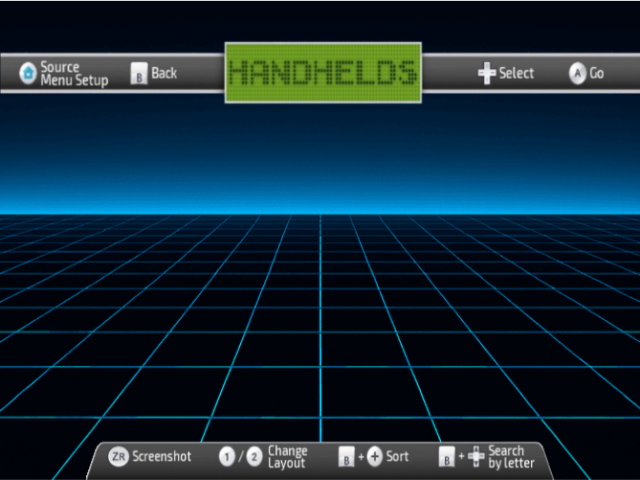 Source
Menu Setup
B Back
HANDHELDS
Select
A Go
ZR Screenshot
1 / 2 Change
Layout
B + + Sort
B + Search
by letter